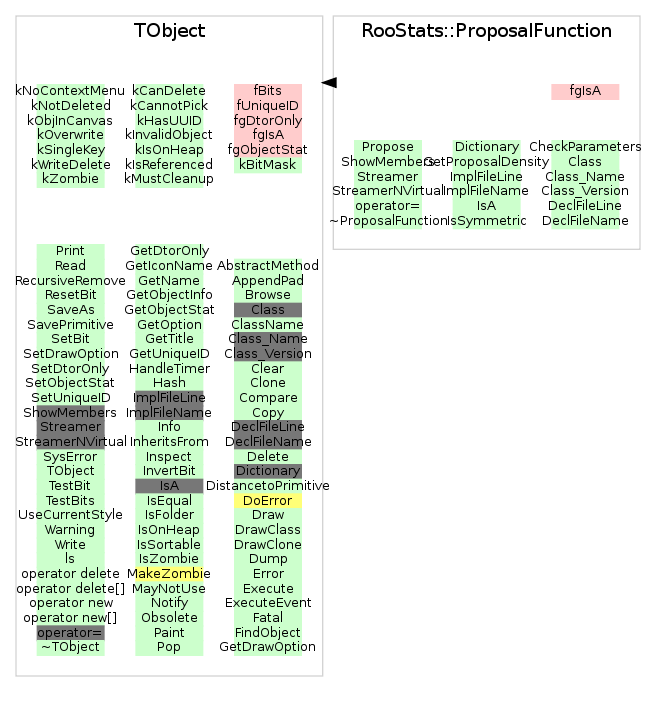 TObject
kNoContextMenu
kNotDeleted
kObjInCanvas
kOverwrite
kSingleKey
kWriteDelete
kZombie
kCanDelete
kCannotPick
kHasUUID
kInvalidObject
kIsOnHeap
kIsReferenced
kMustCleanup
fBits
fUniqueID
fgDtorOnly
fgIsA
fgObjectStat
kBitMask
Print
Read
RecursiveRemove
ResetBit
SaveAs
SavePrimitive
SetBit
SetDrawOption
SetDtorOnly
SetObjectStat
SetUniqueID
ShowMembers
Streamer
StreamerNVirtual
SysError
TObject
TestBit
TestBits
UseCurrentStyle
Warning
Write
ls
operator delete
operator delete[]
operator new
operator new[]
operator=
~TObject
GetDtorOnly
GetIconName
GetName
GetObjectInfo
GetObjectStat
GetOption
GetTitle
GetUniqueID
HandleTimer
Hash
ImplFileLine
ImplFileName
Info
InheritsFrom
Inspect
InvertBit
IsA
IsEqual
IsFolder
IsOnHeap
IsSortable
IsZombie
MakeZombie
MayNotUse
Notify
Obsolete
Paint
Pop
AbstractMethod
AppendPad
Browse
Class
ClassName
Class_Name
Class_Version
Clear
Clone
Compare
Copy
DeclFileLine
DeclFileName
Delete
Dictionary
DistancetoPrimitive
DoError
Draw
DrawClass
DrawClone
Dump
Error
Execute
ExecuteEvent
Fatal
FindObject
GetDrawOption
RooStats::ProposalFunction
fgIsA
Propose
ShowMembers
Streamer
StreamerNVirtual
operator=
~ProposalFunction
Dictionary
GetProposalDensity
ImplFileLine
ImplFileName
IsA
IsSymmetric
CheckParameters
Class
Class_Name
Class_Version
DeclFileLine
DeclFileName